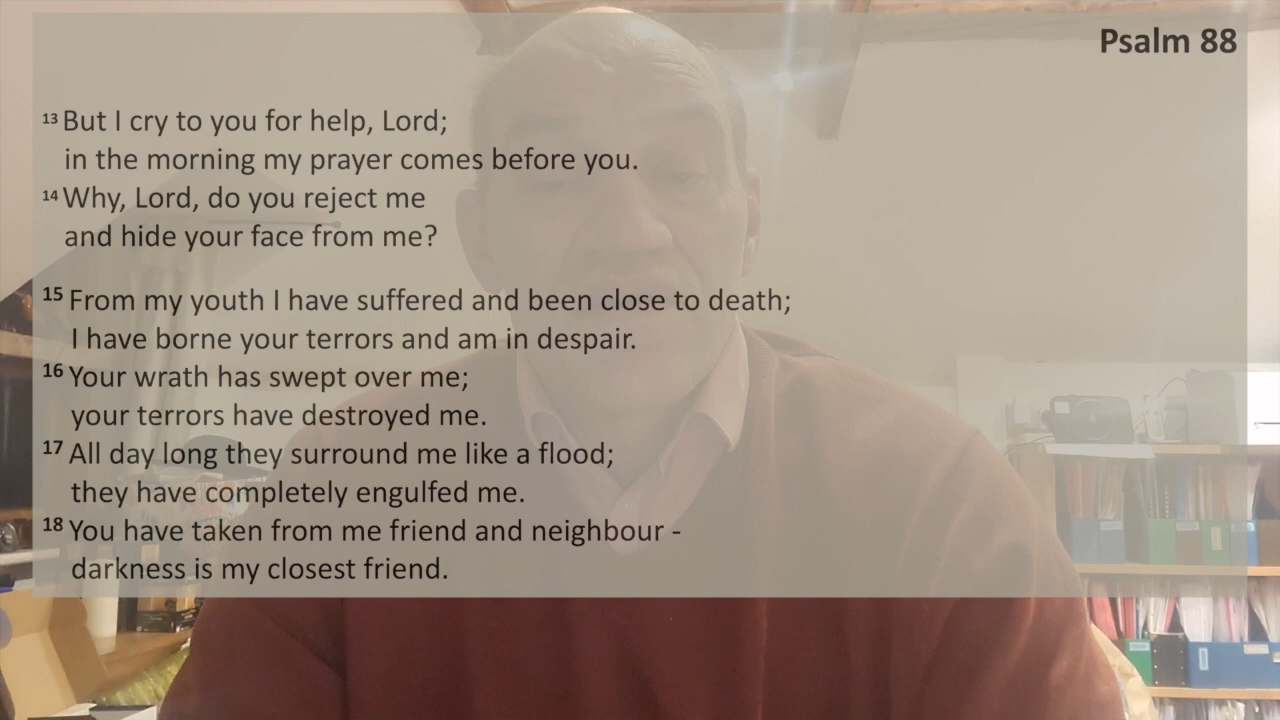 Psalm 88
13 But I cry to you for help, Lord;
in the morning my prayer comes before you.
14 Why, Lord, do you reject me
and hide your face from me?
15 From my youth I have suffered and been close to death;
I have borne your terrors and am in despair.
16 Your wrath has swept over me;
your terrors have destroyed me.
17 All day long they surround me like a flood;
they have completely engulfed me.
18 You have taken from me friend and neighbour -
darkness is my closest friend.